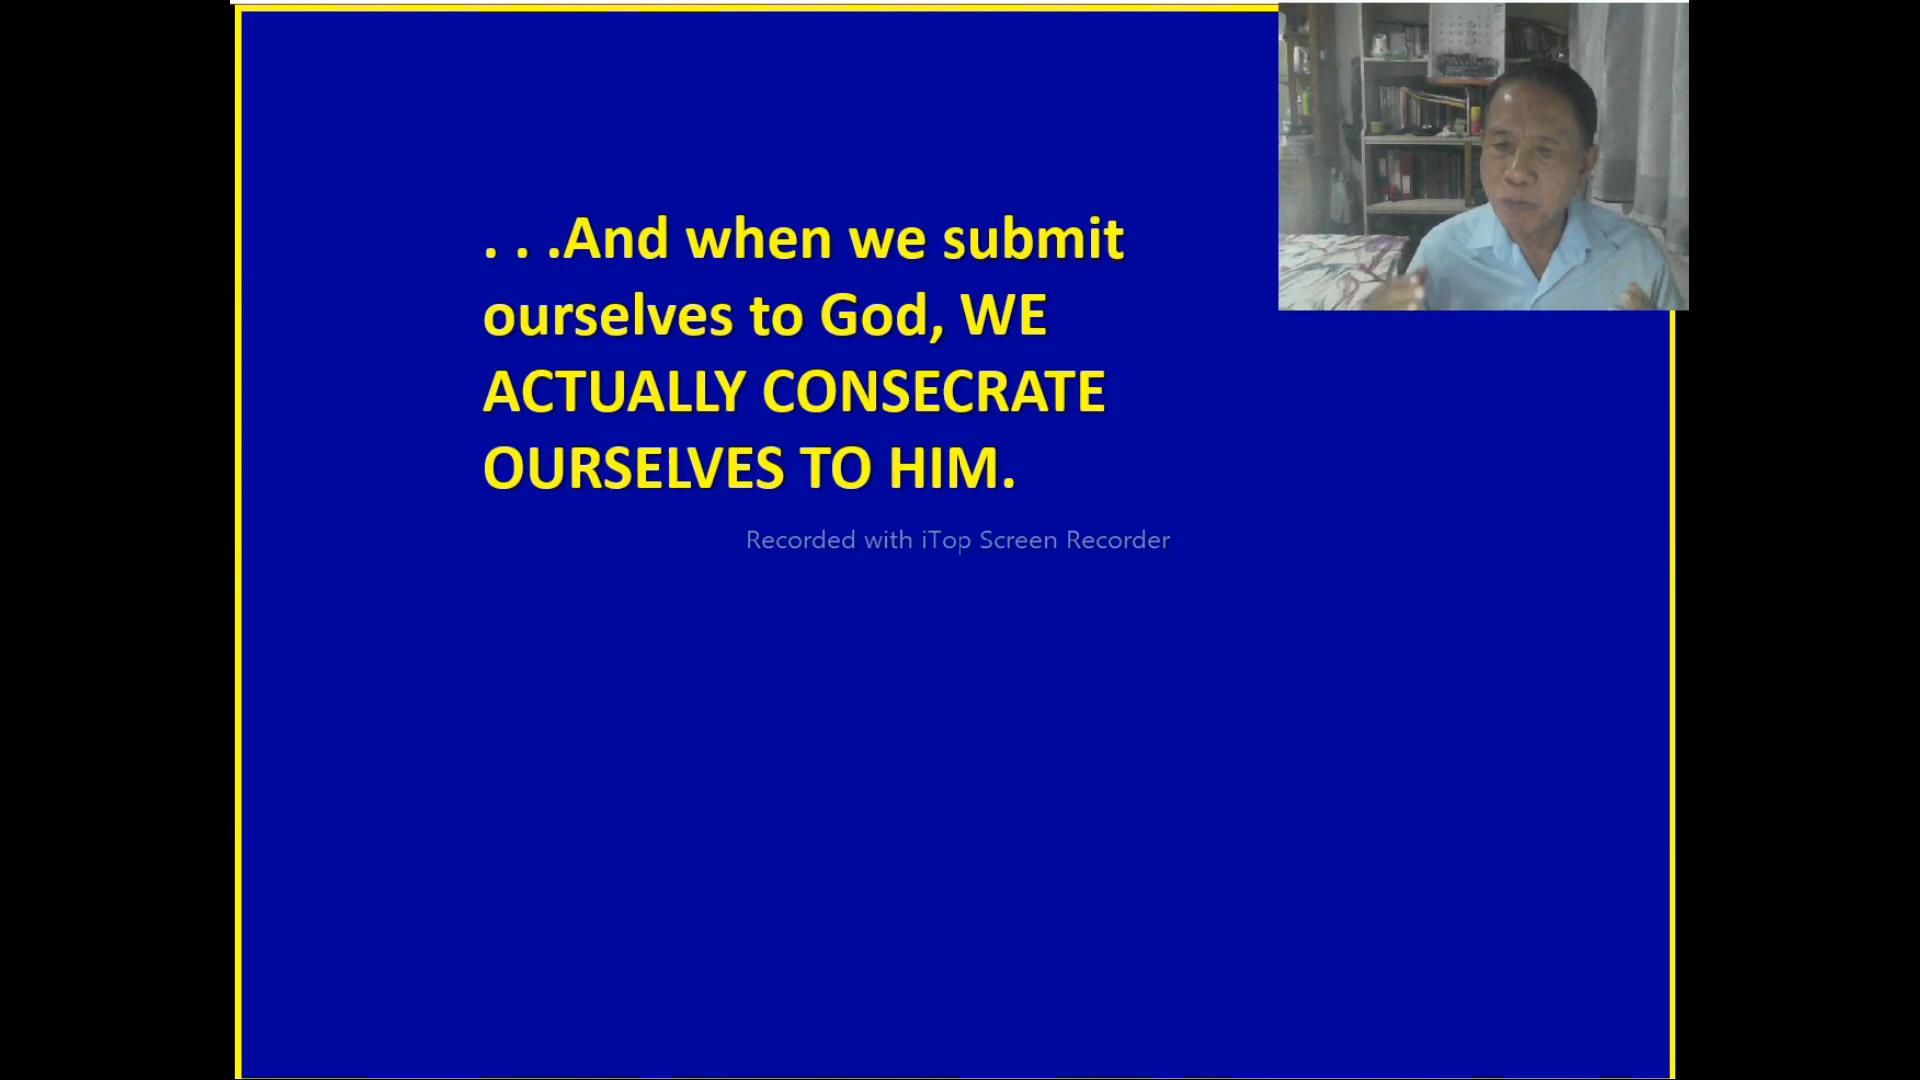 . . .And when we submit
ourselves to God, WE
ACTUALLY CONSECRATE
OURSELVES TO HIM.
Recorded with iTop Screen Recorder